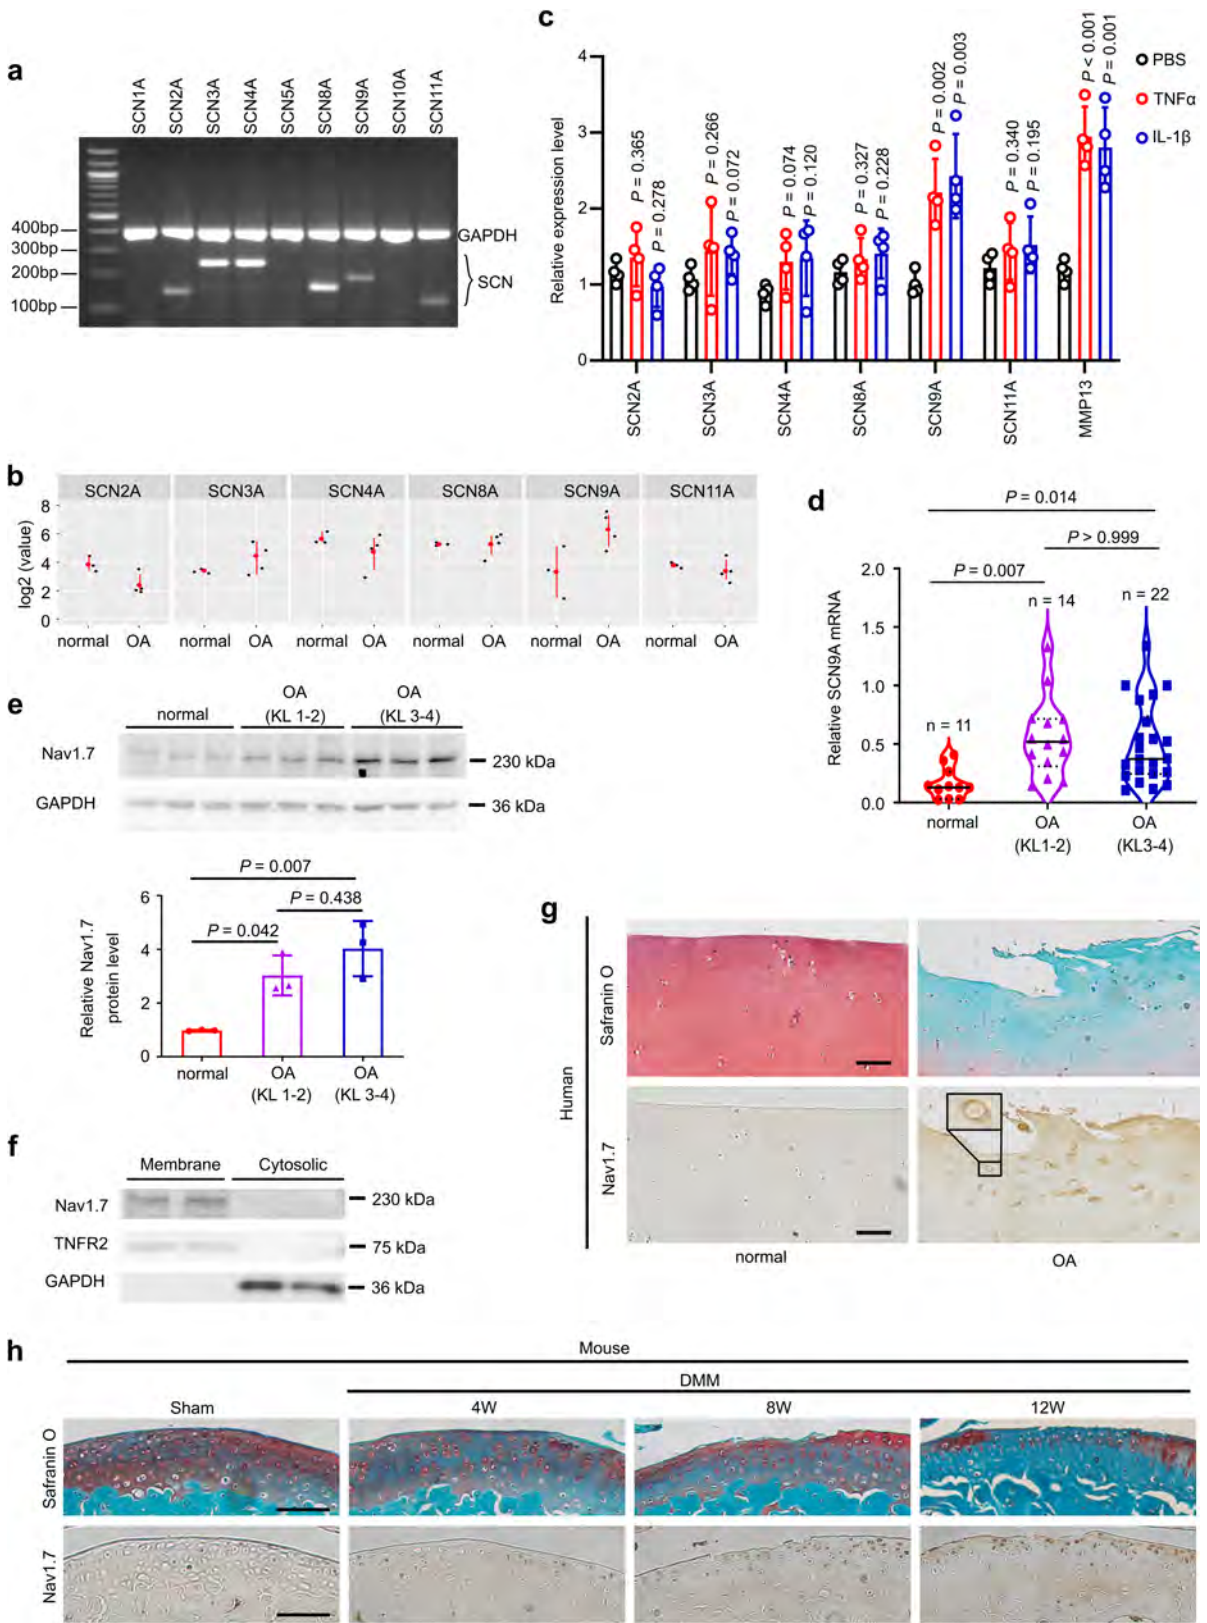 a
SCN1A
SCN2A
SCN3A
SCN4A
SCN5A
SCN8A
SCN9A
SCN10A
SCN11A
400bp
300bp
200bp
100bp
GAPDH
SCN
c
Relative expression level
4
3
2
1
0
P = 0.365
P = 0.278
P = 0.266
P = 0.072
P = 0.074
P = 0.120
P = 0.327
P = 0.228
P = 0.002
P = 0.003
P = 0.340
P = 0.195
P < 0.001
P = 0.001
PBS
TNFα
IL-1β
SCN2A
SCN3A
SCN4A
SCN8A
SCN9A
SCN11A
MMP13
b
SCN2A SCN3A SCN4A SCN8A SCN9A SCN11A
log2 (value)
8
6
4
2
0
normal OA normal OA normal OA normal OA normal OA normal OA
d
P = 0.014
P > 0.999
P = 0.007
Relative SCN9A mRNA
2.0
1.5
1.0
0.5
0.0
n = 11
n = 14
n = 22
normal OA OA
(KL1-2) (KL3-4)
e
normal OA OA
(KL 1-2) (KL 3-4)
Nav1.7
230 kDa
GAPDH
36 kDa
P = 0.007
P = 0.438
P = 0.042
Relative Nav1.7
protein level
6
4
2
0
normal OA OA
(KL 1-2) (KL 3-4)
f
Membrane Cytosolic
Nav1.7
230 kDa
TNFR2
75 kDa
GAPDH
36 kDa
g
Human
Safranin O
Nav1.7
normal OA
h
Mouse
DMM
Sham 4W 8W 12W
Safranin O
Nav1.7